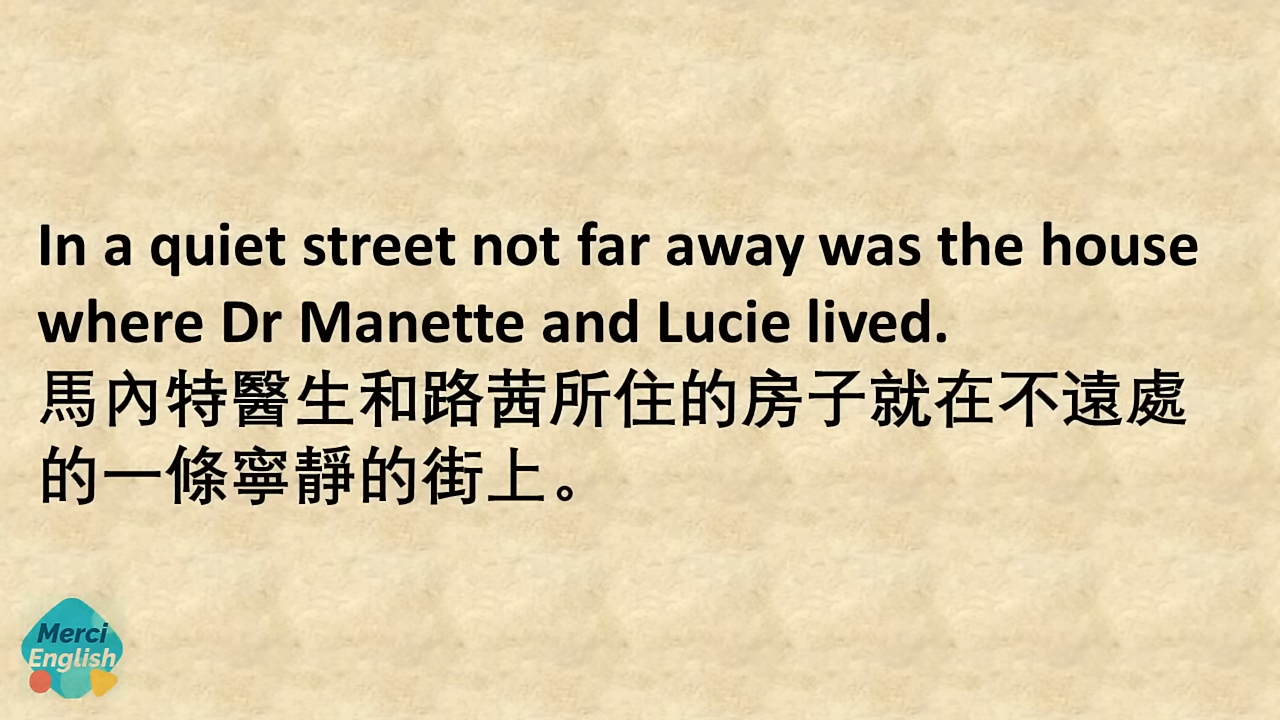 In a quiet street not far away was the house
where Dr Manette and Lucie lived.
馬內特醫生和路茜所住的房子就在不遠處
的一條寧靜的街上。
Merci
English